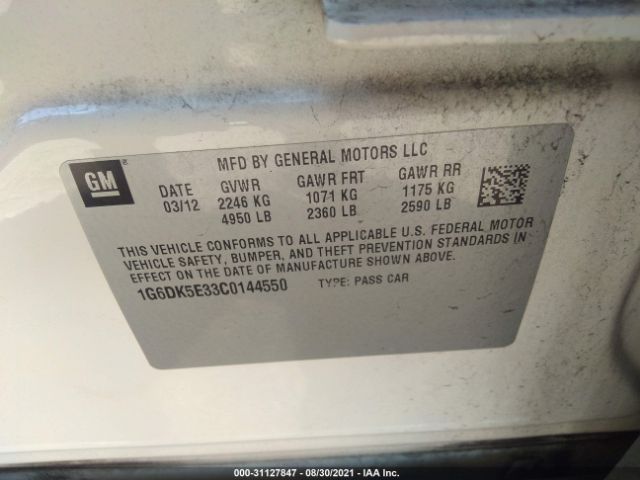 MFD BY GENERAL MOTORS LLC
GM
DATE GVWR GAWR FRT GAWR RR
03/12 2246 KG 1071 KG 1175 KG
4950 LB 2360 LB 2590 LB
THIS VEHICLE CONFORMS TO ALL APPLICABLE U.S. FEDERAL MOTOR
VEHICLE SAFETY, BUMPER, AND THEFT PREVENTION STANDARDS IN
EFFECT ON THE DATE OF MANUFACTURE SHOWN ABOVE.
1G6DK5E33C0144550 TYPE: PASS CAR
000-31127847 - 08/30/2021 - IAA Inc.